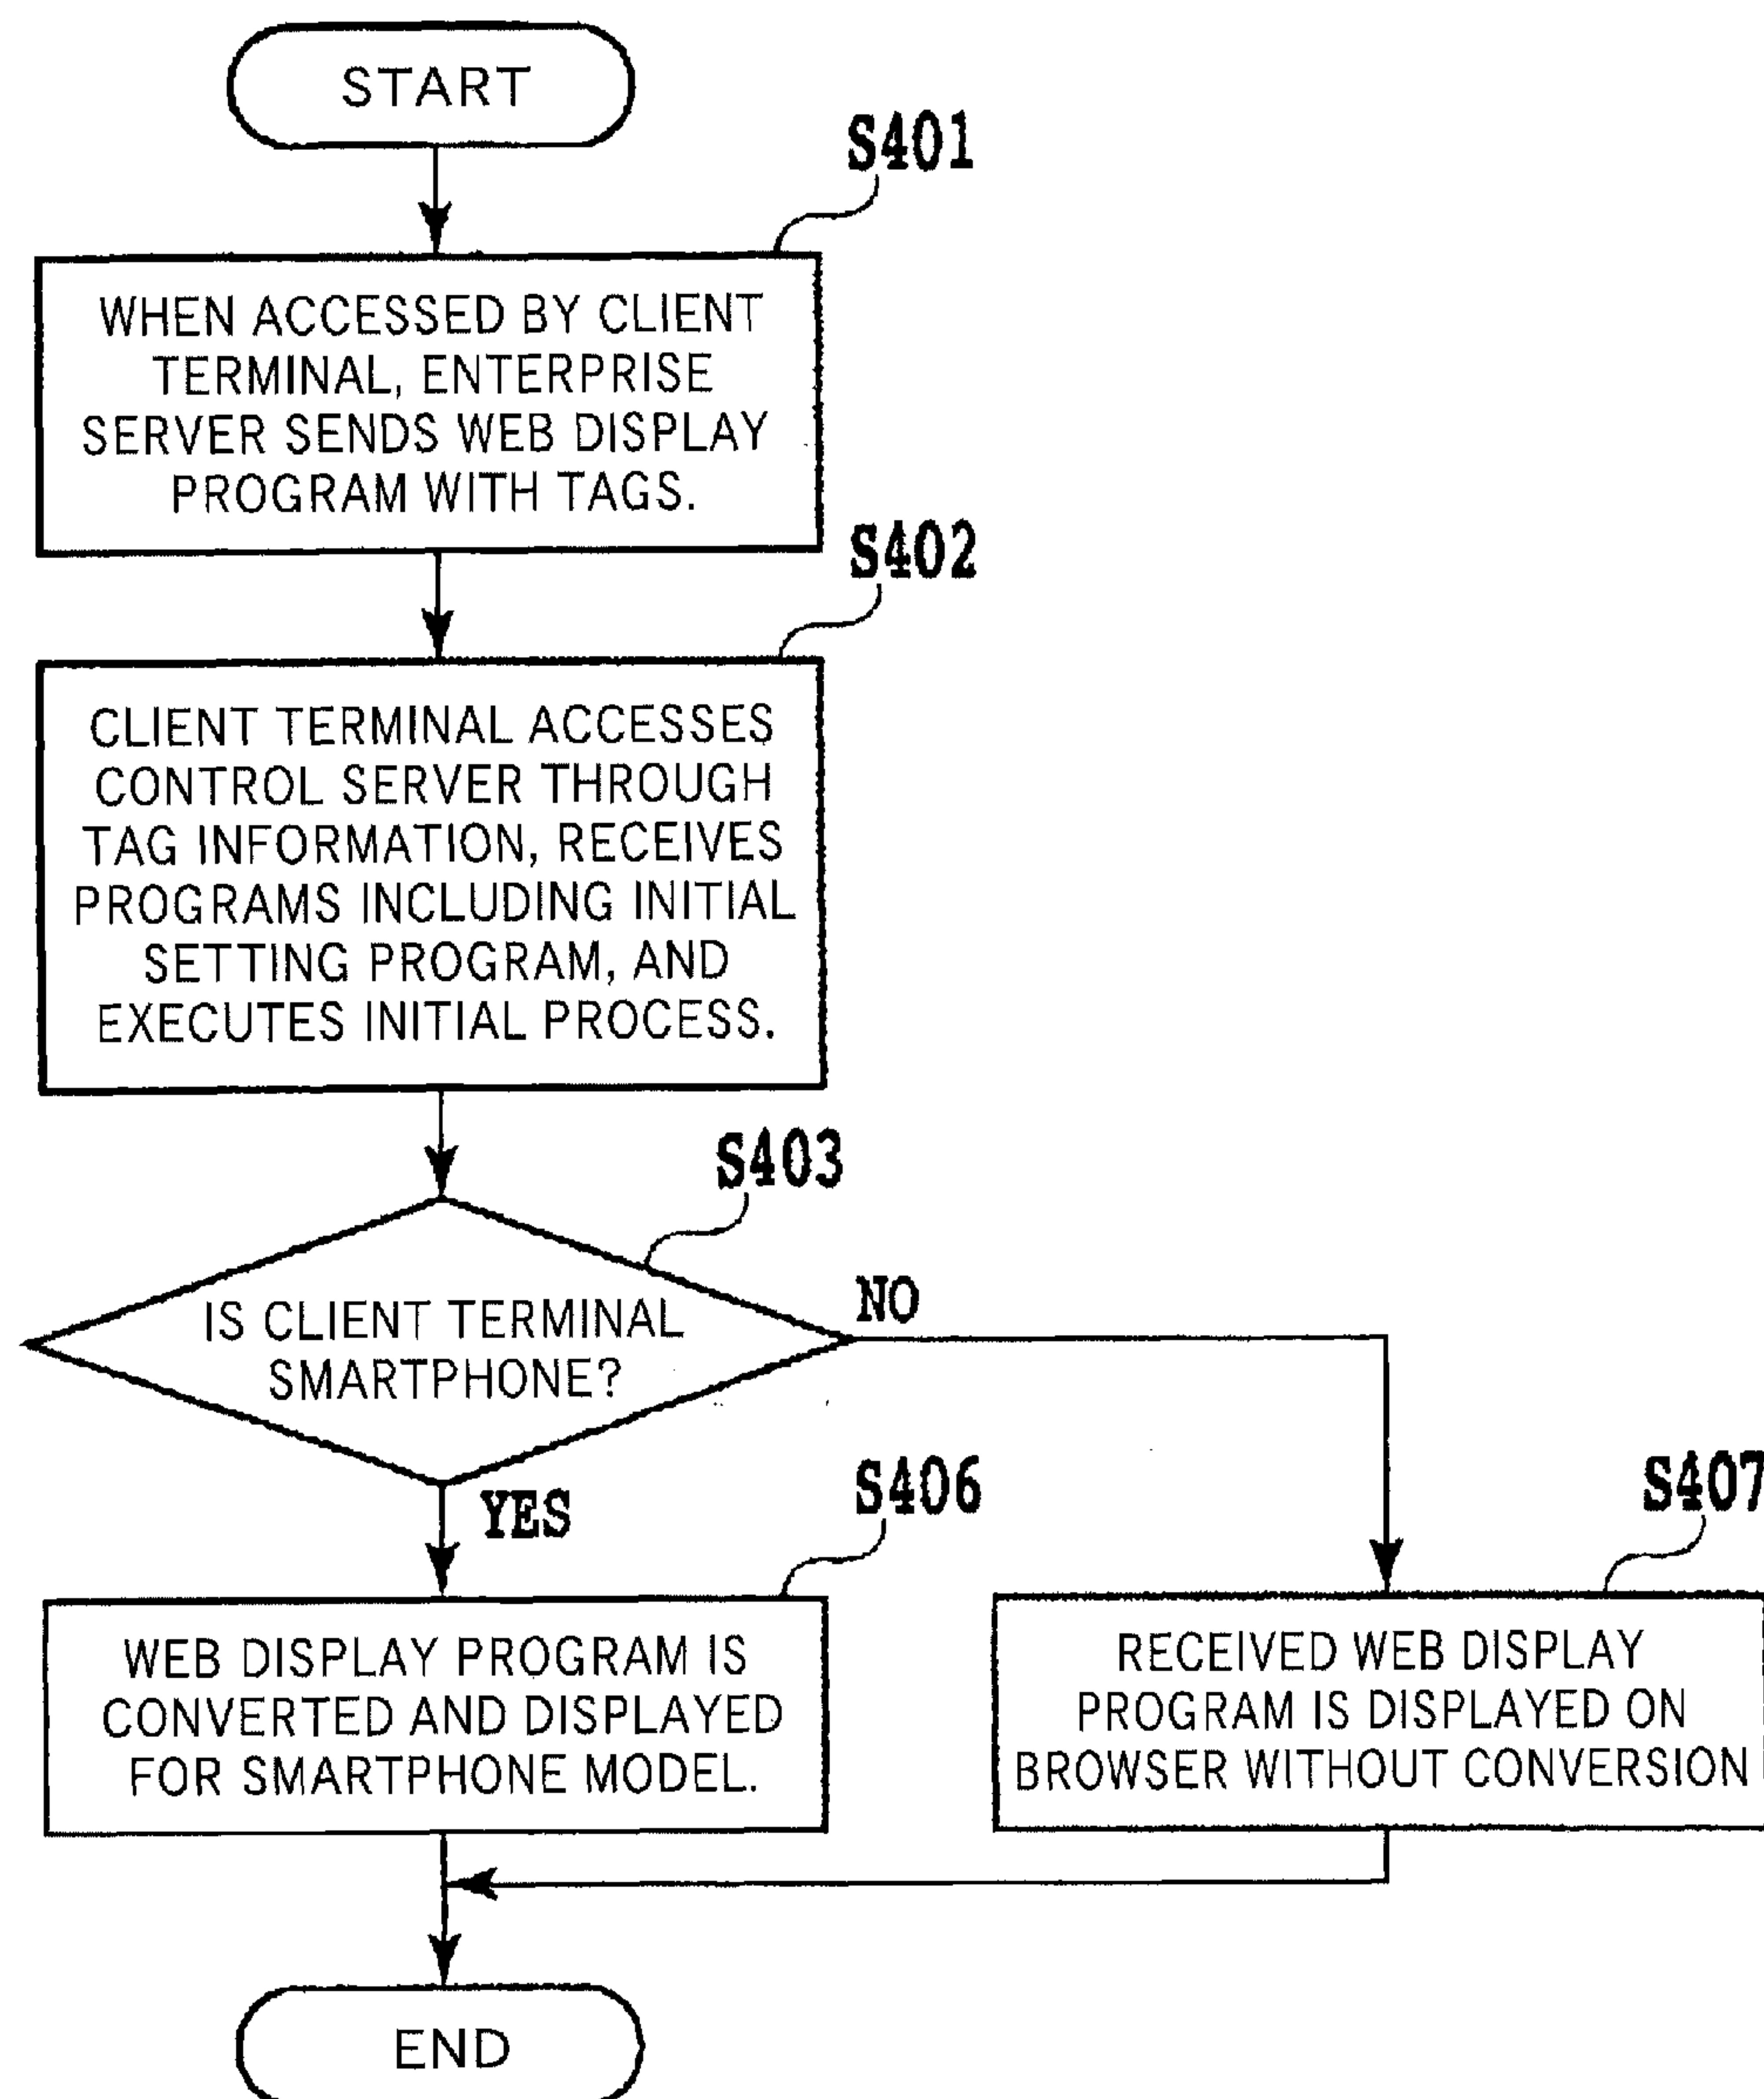 START
S401
WHEN ACCESSED BY CLIENT
TERMINAL, ENTERPRISE
SERVER SENDS WEB DISPLAY
PROGRAM WITH TAGS.
S402
CLIENT TERMINAL ACCESSES
CONTROL SERVER THROUGH
TAG INFORMATION, RECEIVES
PROGRAMS INCLUDING INITIAL
SETTING PROGRAM, AND
EXECUTES INITIAL PROCESS.
S403
IS CLIENT TERMINAL
SMARTPHONE?
NO
YES
S406
WEB DISPLAY PROGRAM IS
CONVERTED AND DISPLAYED
FOR SMARTPHONE MODEL.
S407
RECEIVED WEB DISPLAY
PROGRAM IS DISPLAYED ON
BROWSER WITHOUT CONVERSION
END